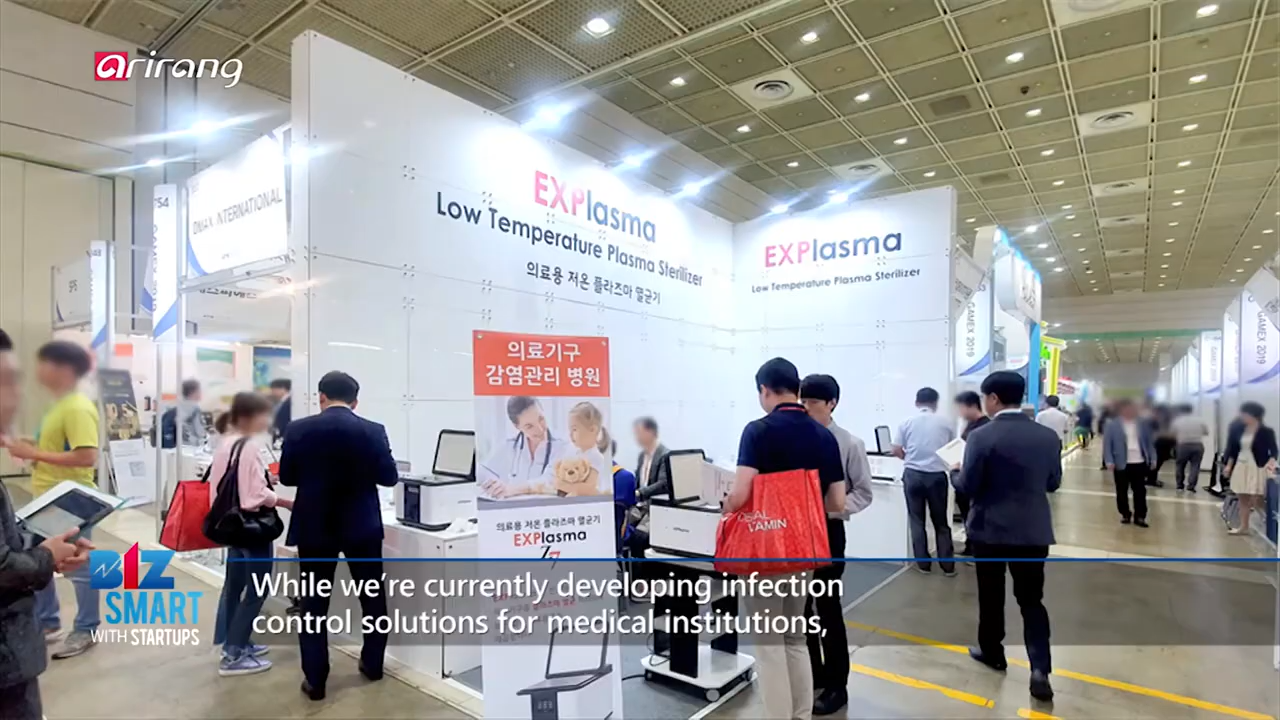 arirang
EXPlasma
Low Temperature Plasma Sterilizer
의료용 저온 플라즈마 멸균기
EXPlasma
Low Temperature Plasma Sterilizer
OMAX INTERNATIONAL
의료기구
감염관리 병원
의료용 저온 플라즈마 멸균기
EXPlasma
Z7
GAMEX 2019
GAMEX 2019
BIZ
SMART
WITH STARTUPS
While we're currently developing infection
control solutions for medical institutions,